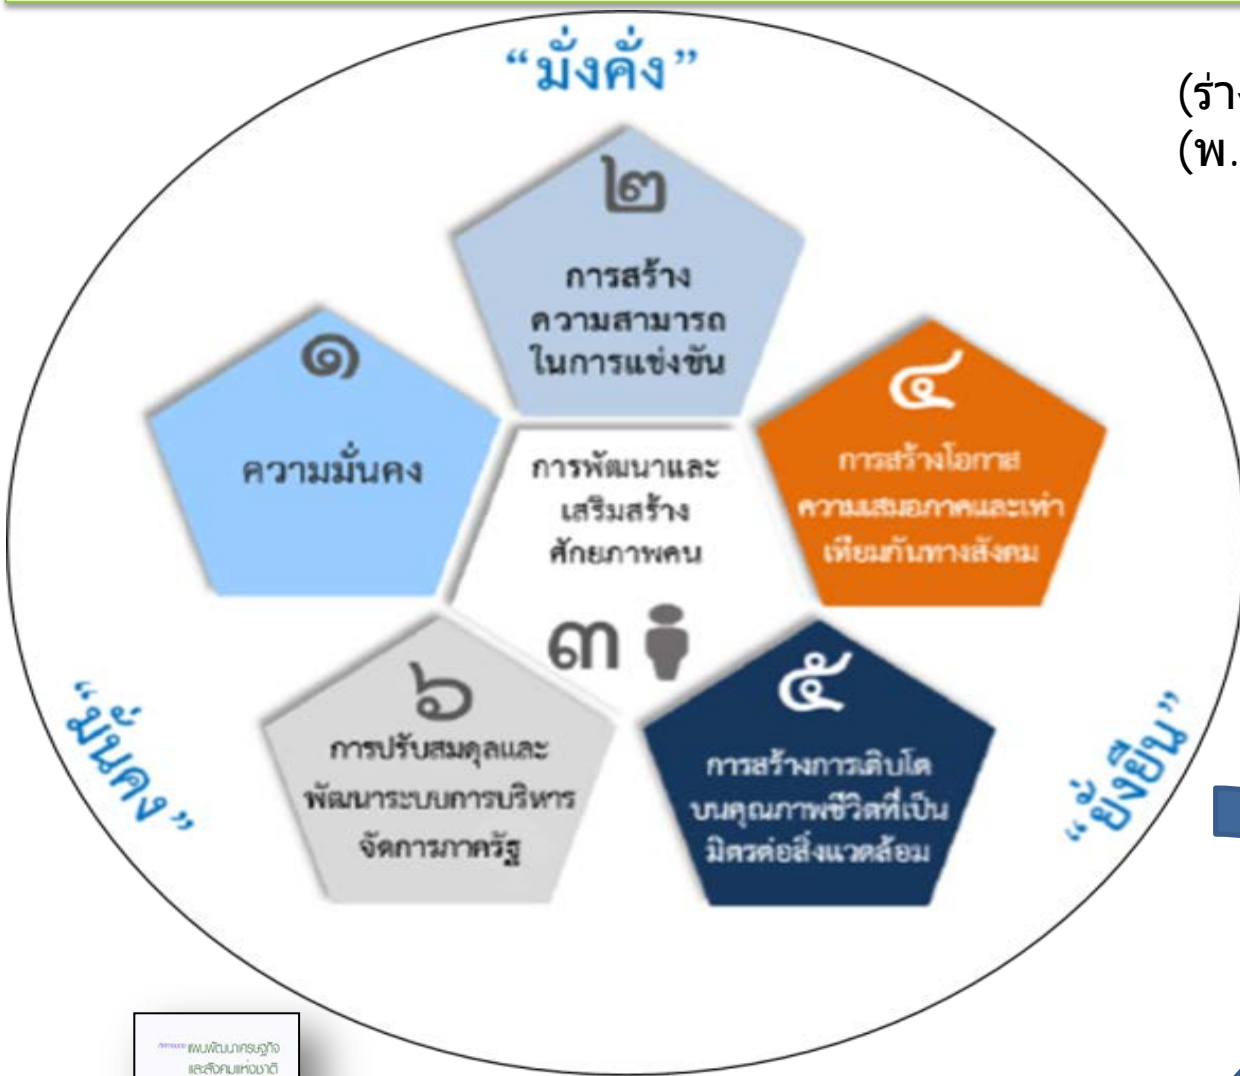 “มั่งคั่ง”
(ร่าง
(พ.
๒
การสร้าง
ความสามารถ
ในการแข่งขัน
๑
ความมั่นคง
การพัฒนาและ
เสริมสร้าง
ศักยภาพคน
๓
๔
การสร้างโอกาส
ความเสมอภาคและเท่า
เทียมกันทางสังคม
๖
การปรับสมดุลและ
พัฒนาระบบการบริหาร
จัดการภาครัฐ
๕
การสร้างการเติบโต
บนคุณภาพชีวิตที่เป็น
มิตรต่อสิ่งแวดล้อม
“มั่นคง”
“ยั่งยืน”
แผนพัฒนาเศรษฐกิจ
และสังคมแห่งชาติ